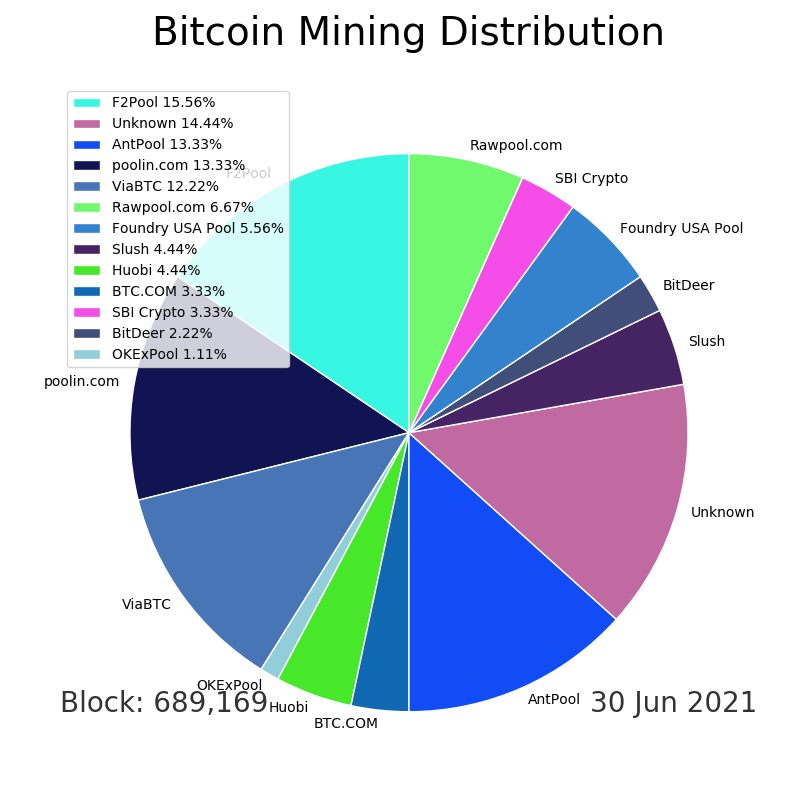 Bitcoin Mining Distribution
F2Pool 15.56%
Unknown 14.44%
AntPool 13.33%
poolin.com 13.33%
ViaBTC 12.22%
Rawpool.com 6.67%
Foundry USA Pool 5.56%
Slush 4.44%
Huobi 4.44%
BTC.COM 3.33%
SBI Crypto 3.33%
BitDeer 2.22%
OKExPool 1.11%
F2Pool
Rawpool.com
SBI Crypto
Foundry USA Pool
BitDeer
Slush
poolin.com
Unknown
ViaBTC
OKExPool
Huobi
BTC.COM
AntPool
Block: 689,169
30 Jun 2021